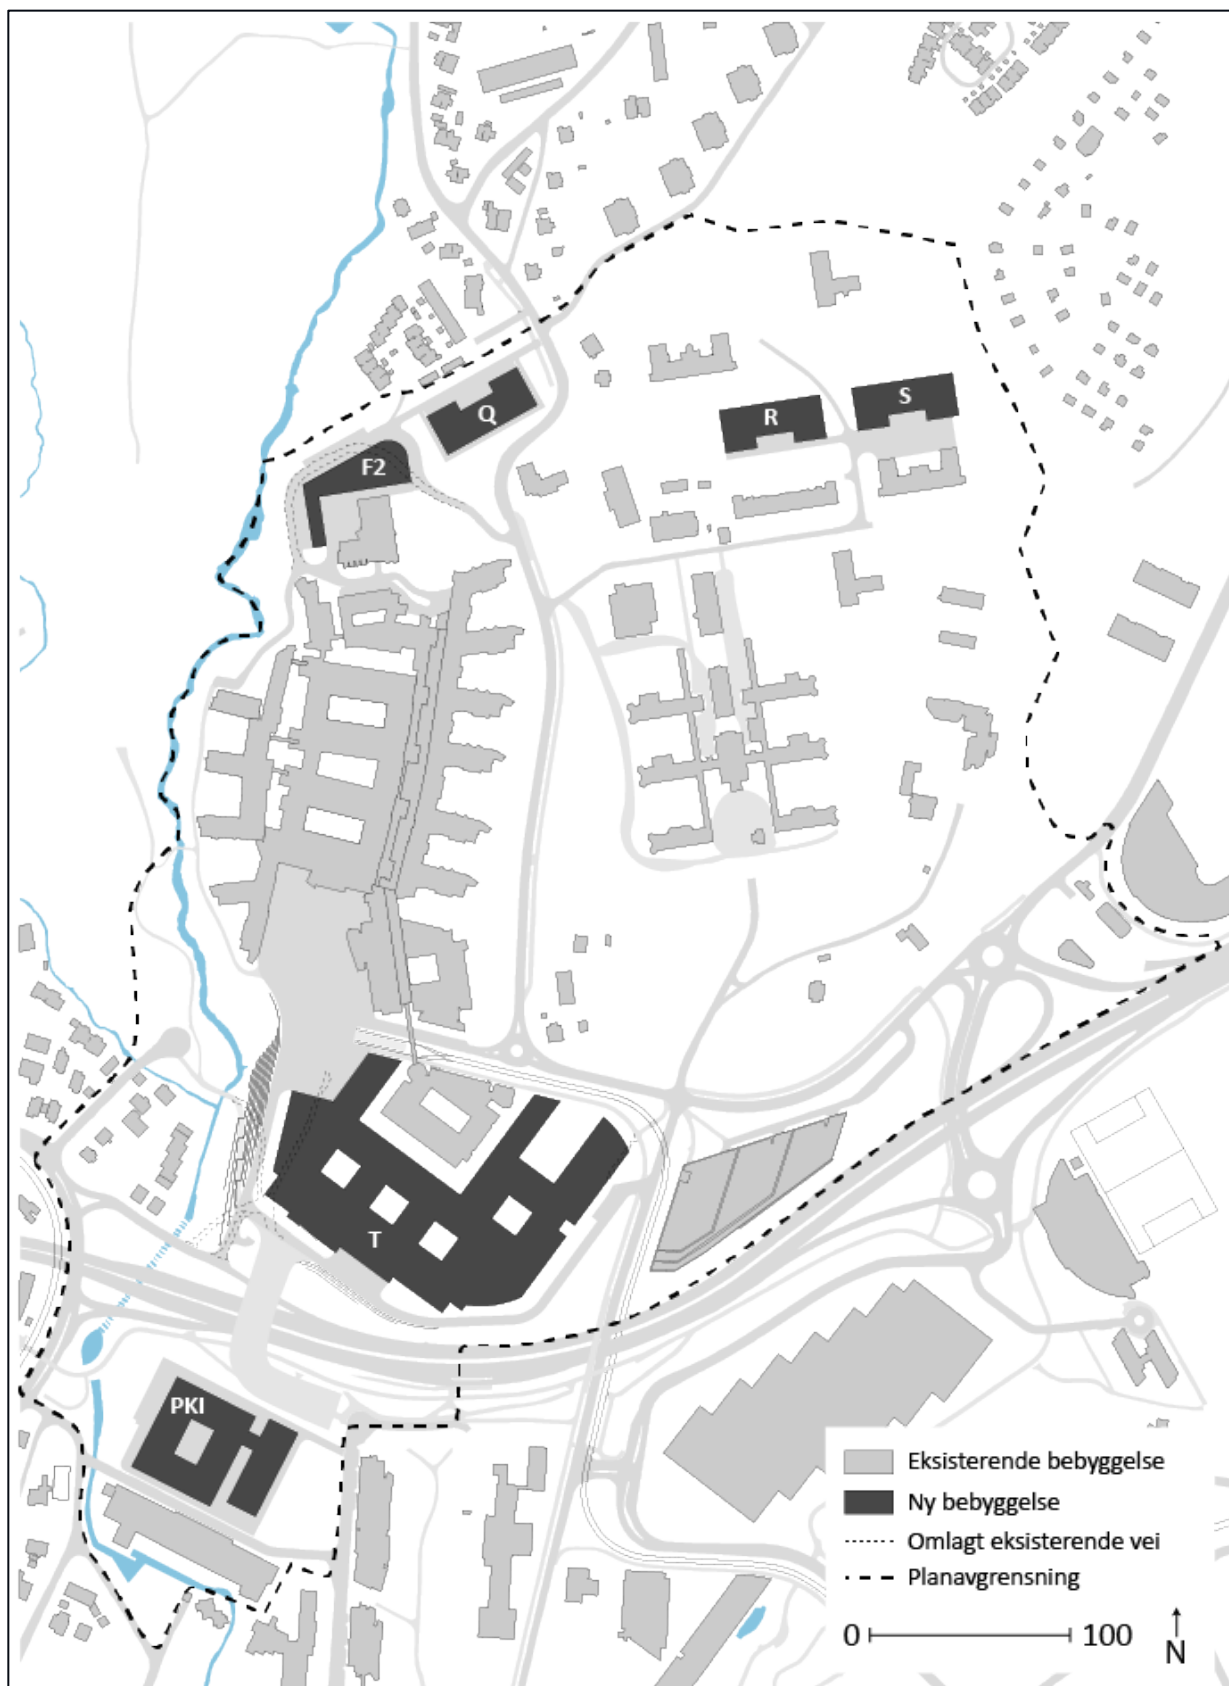 S
R
Q
F2
T
PKI
Eksisterende bebyggelse
Ny bebyggelse
Omlagt eksisterende vei
Planavgrensning
0 100
N